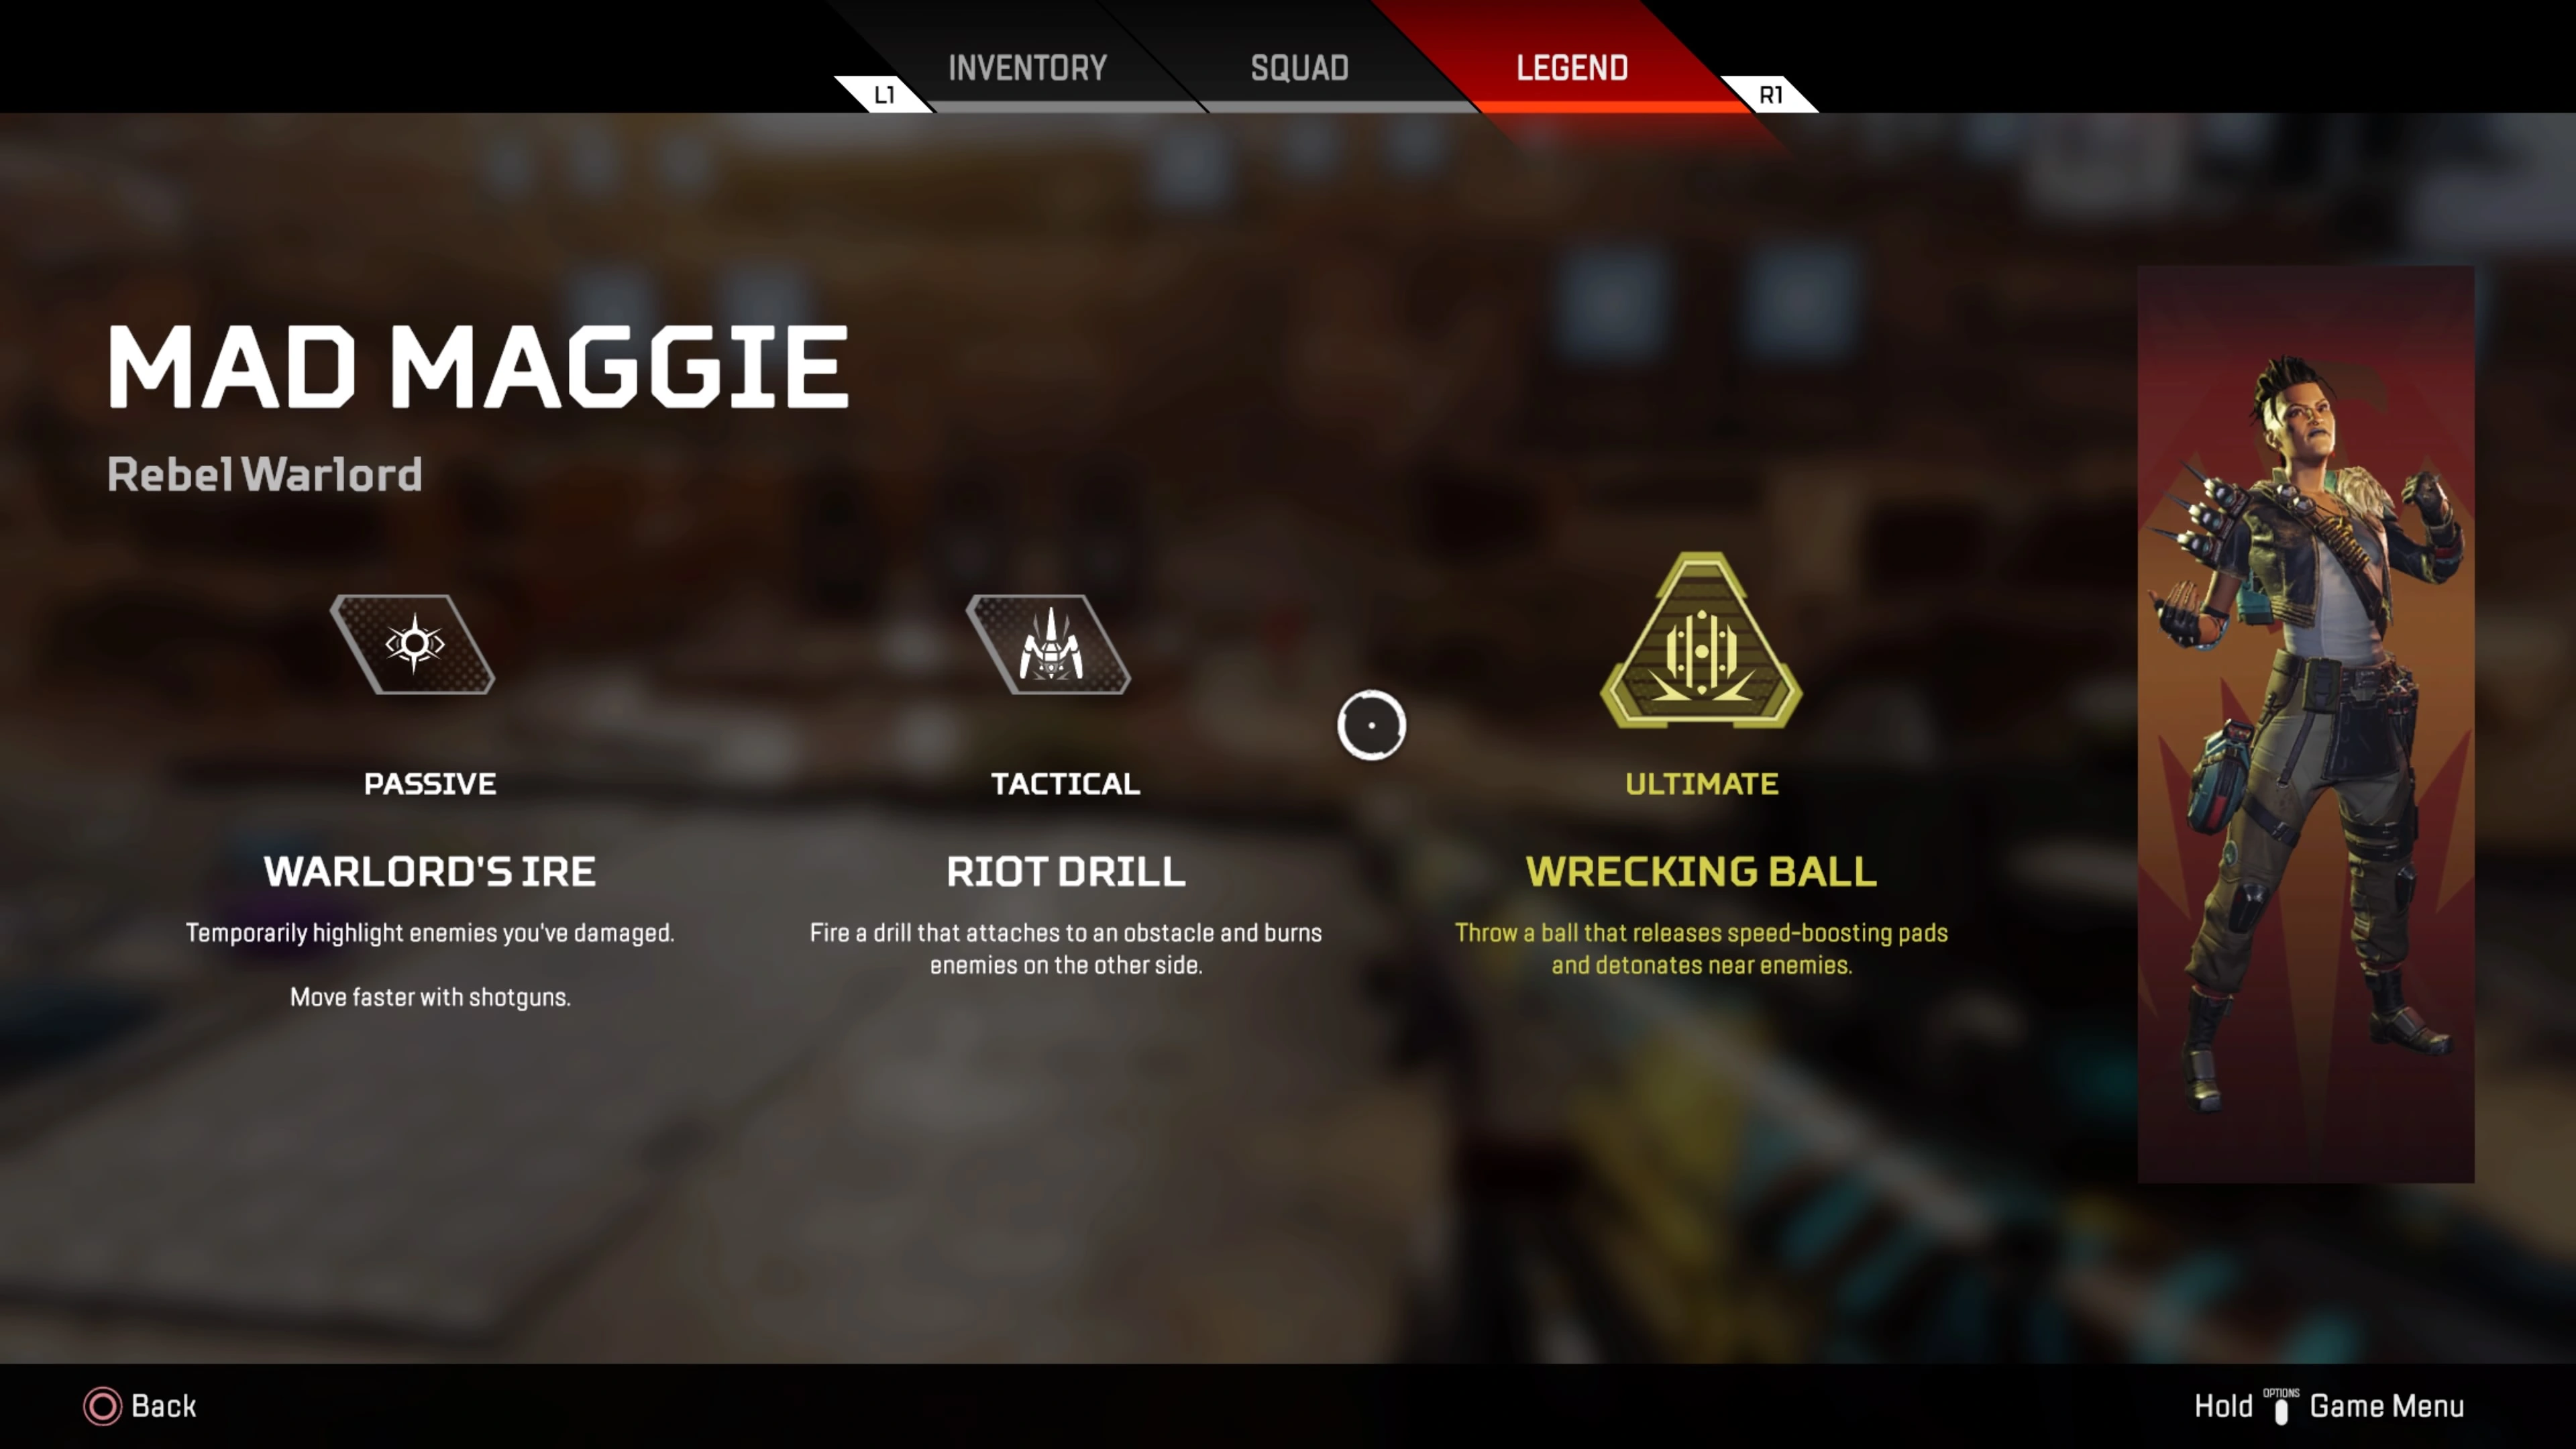 INVENTORY
SQUAD
LEGEND
L1
R1
MAD MAGGIE
Rebel Warlord
PASSIVE
WARLORD'S IRE
Temporarily highlight enemies you've damaged.
Move faster with shotguns.
TACTICAL
RIOT DRILL
Fire a drill that attaches to an obstacle and burns
enemies on the other side.
ULTIMATE
WRECKING BALL
Throw a ball that releases speed-boosting pads
and detonates near enemies.
Back
Hold OPTIONS Game Menu